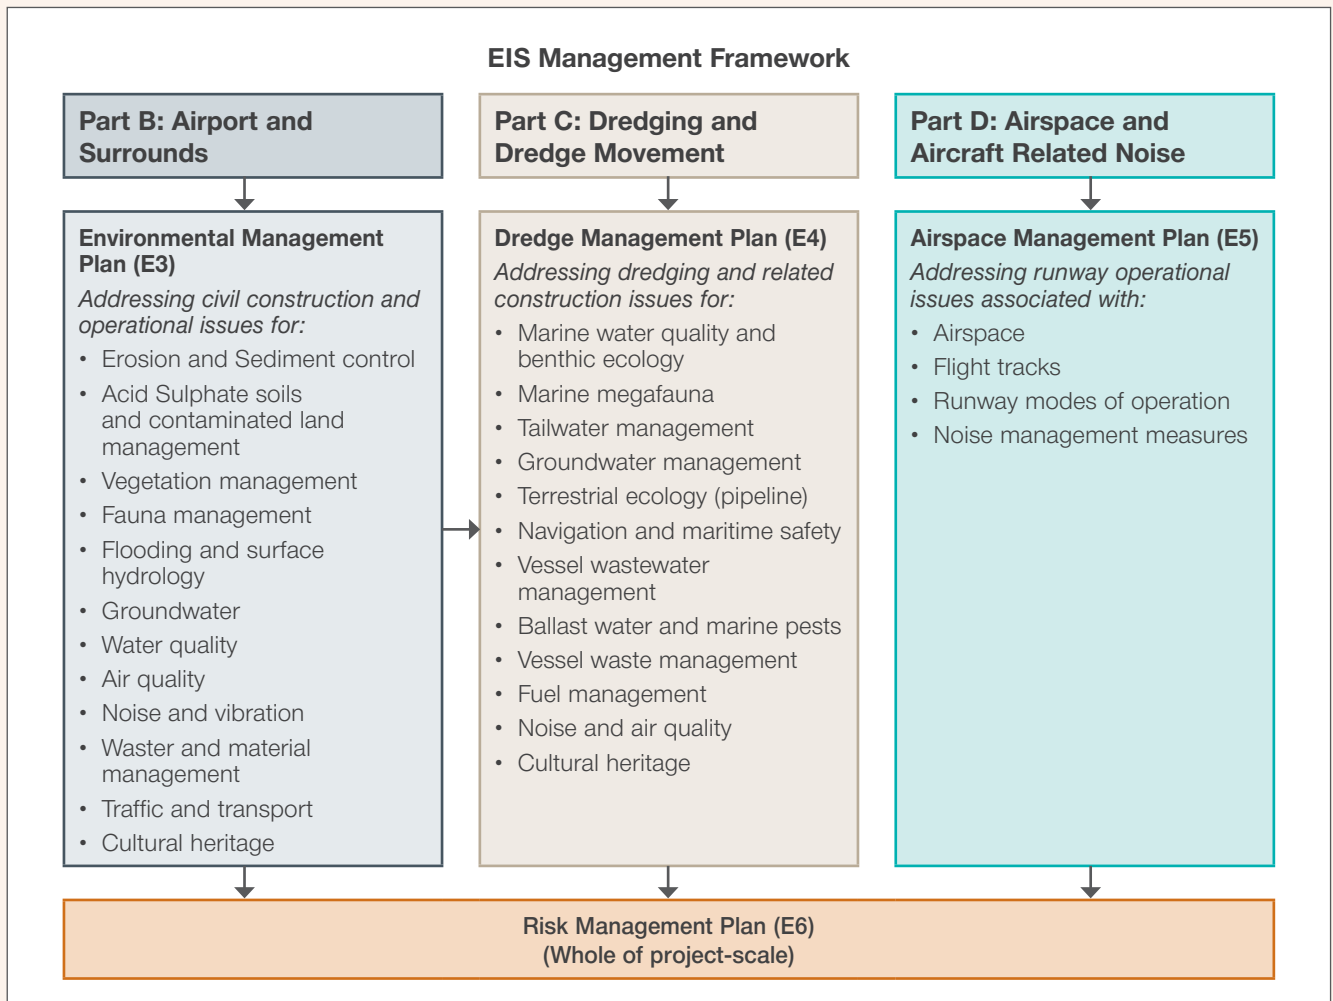 EIS Management Framework
Part B: Airport and
Surrounds
Environmental Management
Plan (E3)
Addressing civil construction and
operational issues for:
• Erosion and Sediment control
• Acid Sulphate soils
and contaminated land
management
• Vegetation management
• Fauna management
• Flooding and surface
hydrology
• Groundwater
• Water quality
• Air quality
• Noise and vibration
• Waster and material
management
• Traffic and transport
• Cultural heritage
Part C: Dredging and
Dredge Movement
Dredge Management Plan (E4)
Addressing dredging and related
construction issues for:
• Marine water quality and
benthic ecology
• Marine megafauna
• Tailwater management
• Groundwater management
• Terrestrial ecology (pipeline)
• Navigation and maritime safety
• Vessel wastewater
management
• Ballast water and marine pests
• Vessel waste management
• Fuel management
• Noise and air quality
• Cultural heritage
Part D: Airspace and
Aircraft Related Noise
Airspace Management Plan (E5)
Addressing runway operational
issues associated with:
• Airspace
• Flight tracks
• Runway modes of operation
• Noise management measures
Risk Management Plan (E6)
(Whole of project-scale)